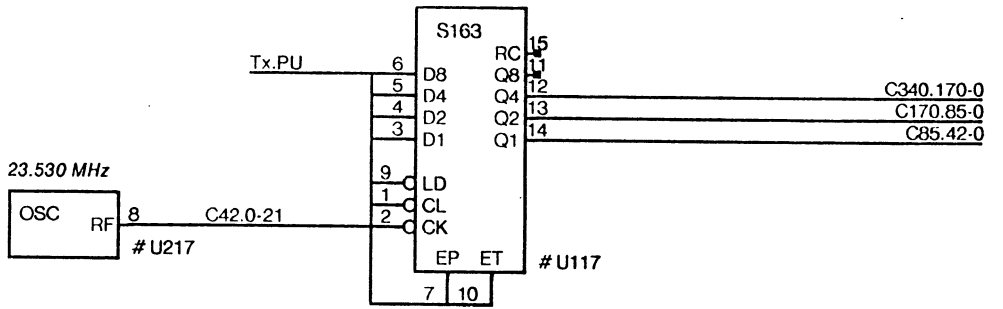 S163
Tx.PU
6 D8 RC 15
5 D4 Q8 11
4 D2 Q4 12 C340.170-0
3 D1 Q2 13 C170.85-0
Q1 14 C85.42-0
23.530 MHz
9 LD
1 CL
2 CK
OSC RF 8 C42.0-21
# U217
EP ET # U117
7 10